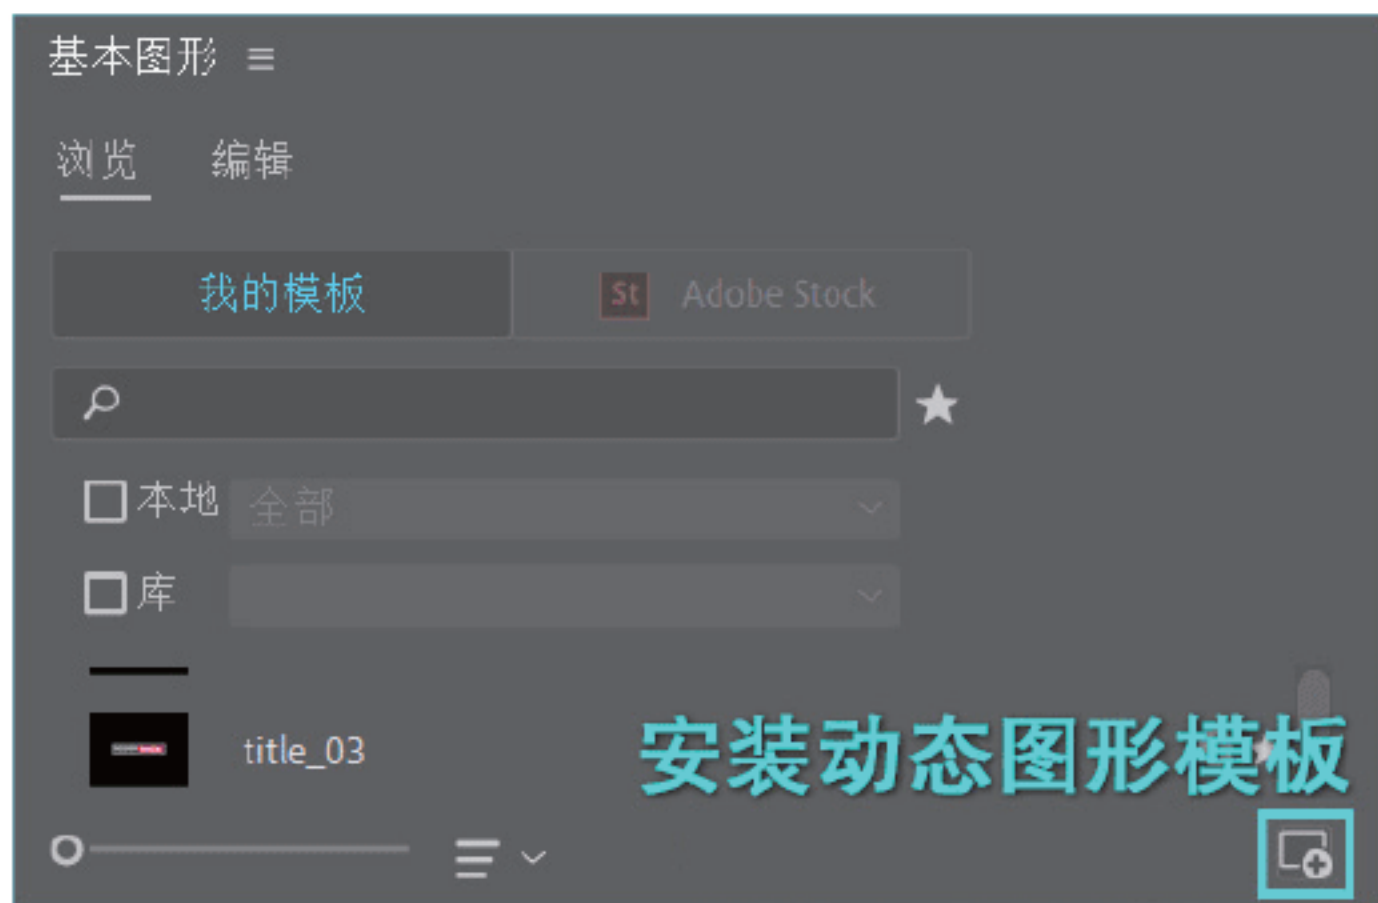 基本图形
浏览 编辑
我的模板 St Adobe Stock
本地 全部
库
title_03
安装动态图形模板